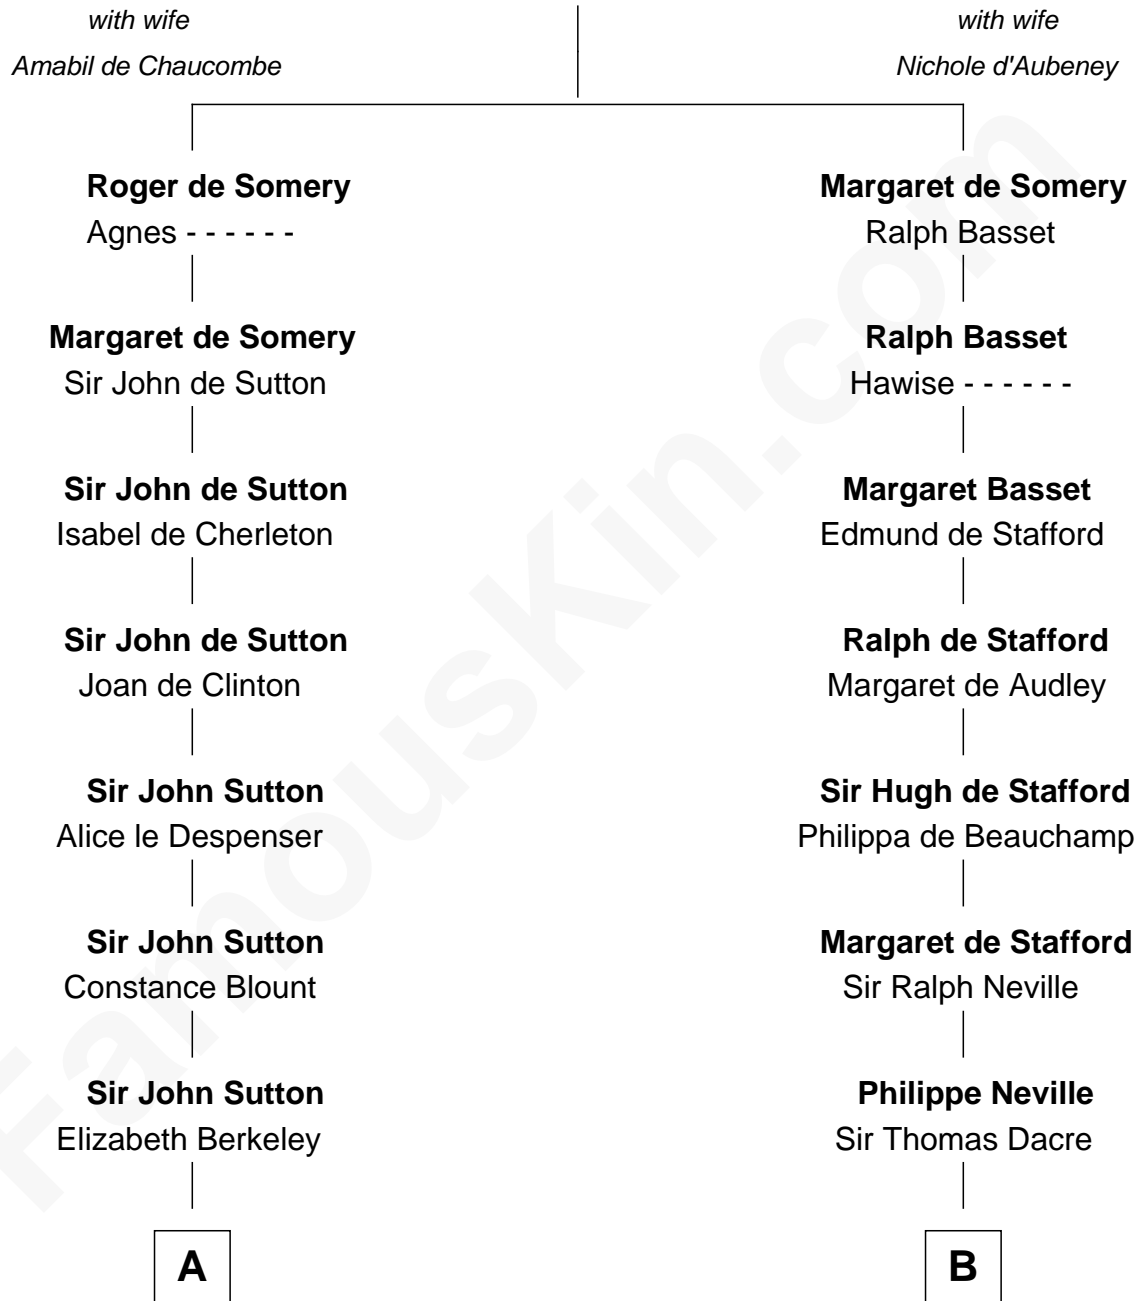 with wife
Amabil de Chaucombe
with wife
Nichole d'Aubeney
Roger de Somery
Agnes - - - - - -
Margaret de Somery
Ralph Basset
Margaret de Somery
Sir John de Sutton
Ralph Basset
Hawise - - - - - -
Sir John de Sutton
Isabel de Cherleton
Margaret Basset
Edmund de Stafford
Sir John de Sutton
Joan de Clinton
Ralph de Stafford
Margaret de Audley
Sir John Sutton
Alice le Despenser
Sir Hugh de Stafford
Philippa de Beauchamp
Sir John Sutton
Constance Blount
Margaret de Stafford
Sir Ralph Neville
Sir John Sutton
Elizabeth Berkeley
Philippe Neville
Sir Thomas Dacre
A
B
FamousKin.com